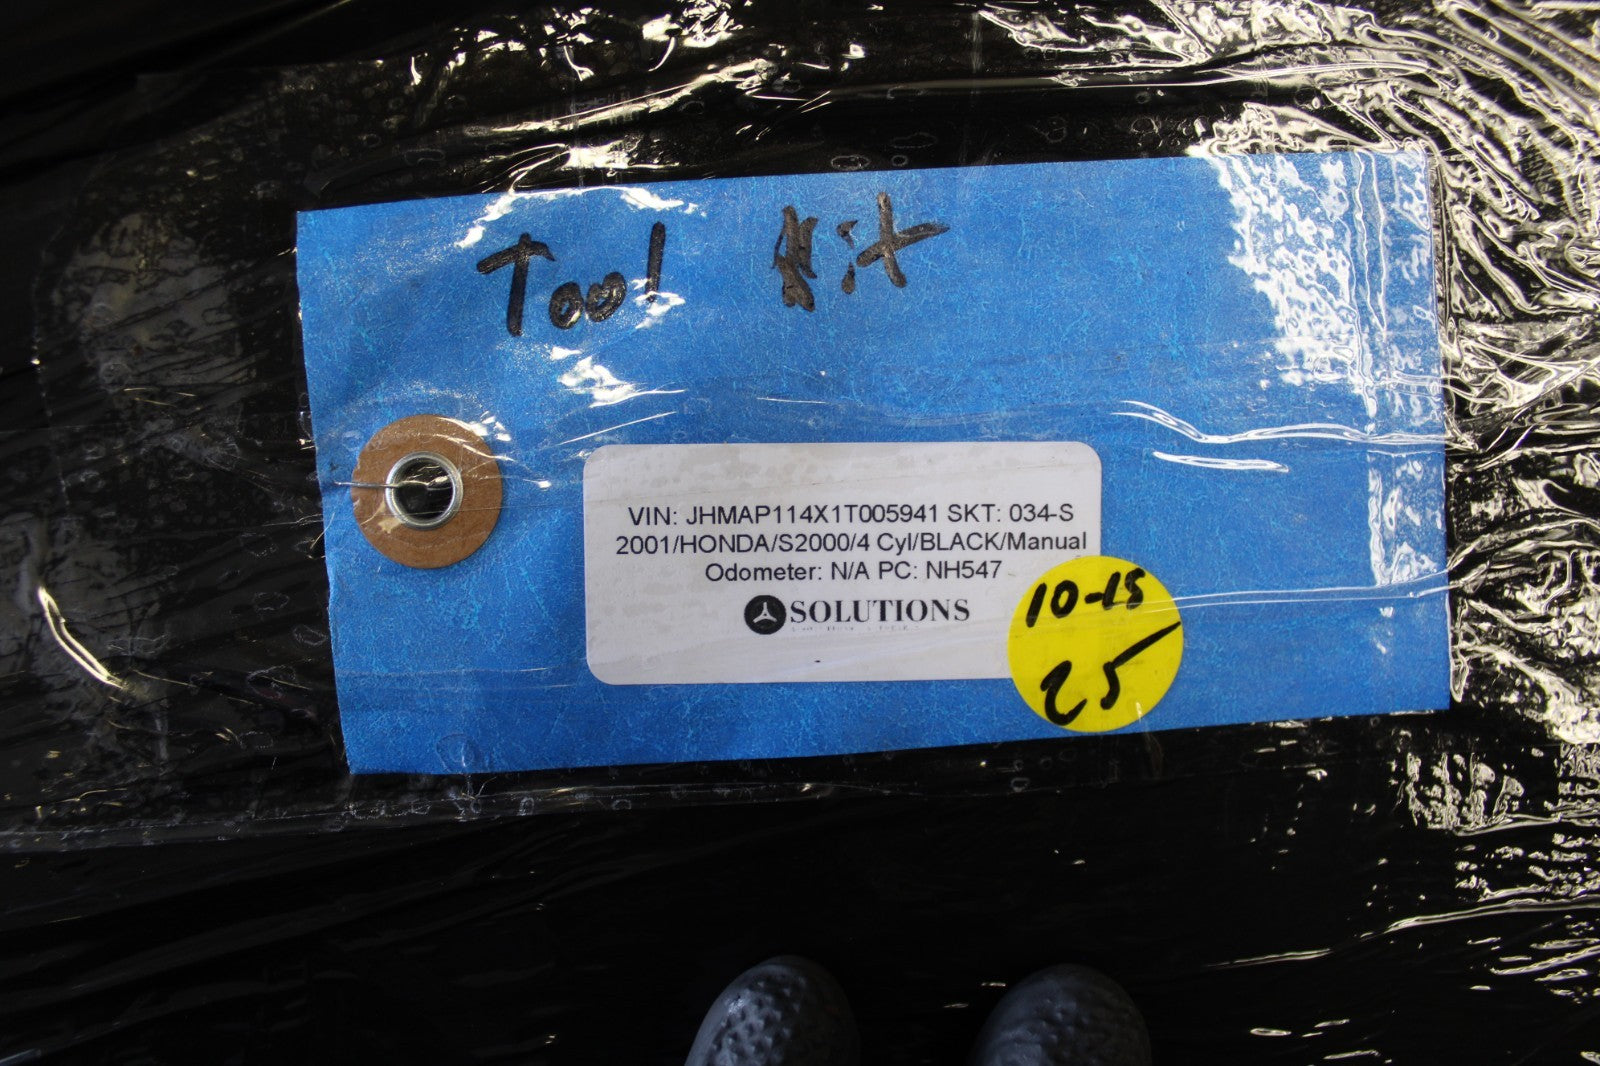 Tool Kit
VIN: JHMAP114X1T005941 SKT: 034-S
2001/HONDA/S2000/4 Cyl/BLACK/Manual
Odometer: N/A PC: NH547
SOLUTIONS
10-15
25